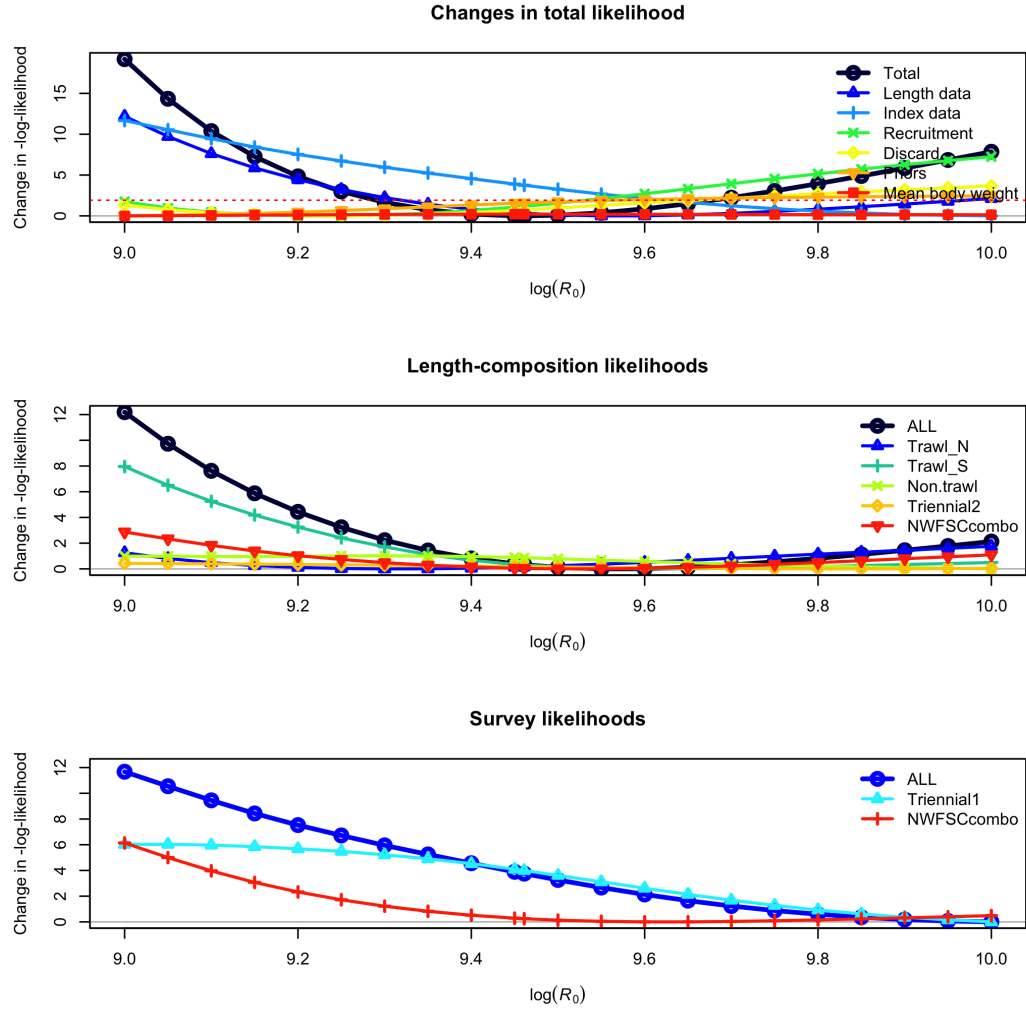 Changes in total likelihood
Change in -log-likelihood
15
10
5
0
Total
Length data
Index data
Recruitment
Discard
Priors
Mean body weight
9.0 9.2 9.4 9.6 9.8 10.0
log(R0)
Length-composition likelihoods
Change in -log-likelihood
12
8
6
4
2
0
ALL
Trawl_N
Trawl_S
Non.trawl
Triennial2
NWFSCcombo
9.0 9.2 9.4 9.6 9.8 10.0
log(R0)
Survey likelihoods
Change in -log-likelihood
12
8
6
4
2
0
ALL
Triennial1
NWFSCcombo
9.0 9.2 9.4 9.6 9.8 10.0
log(R0)